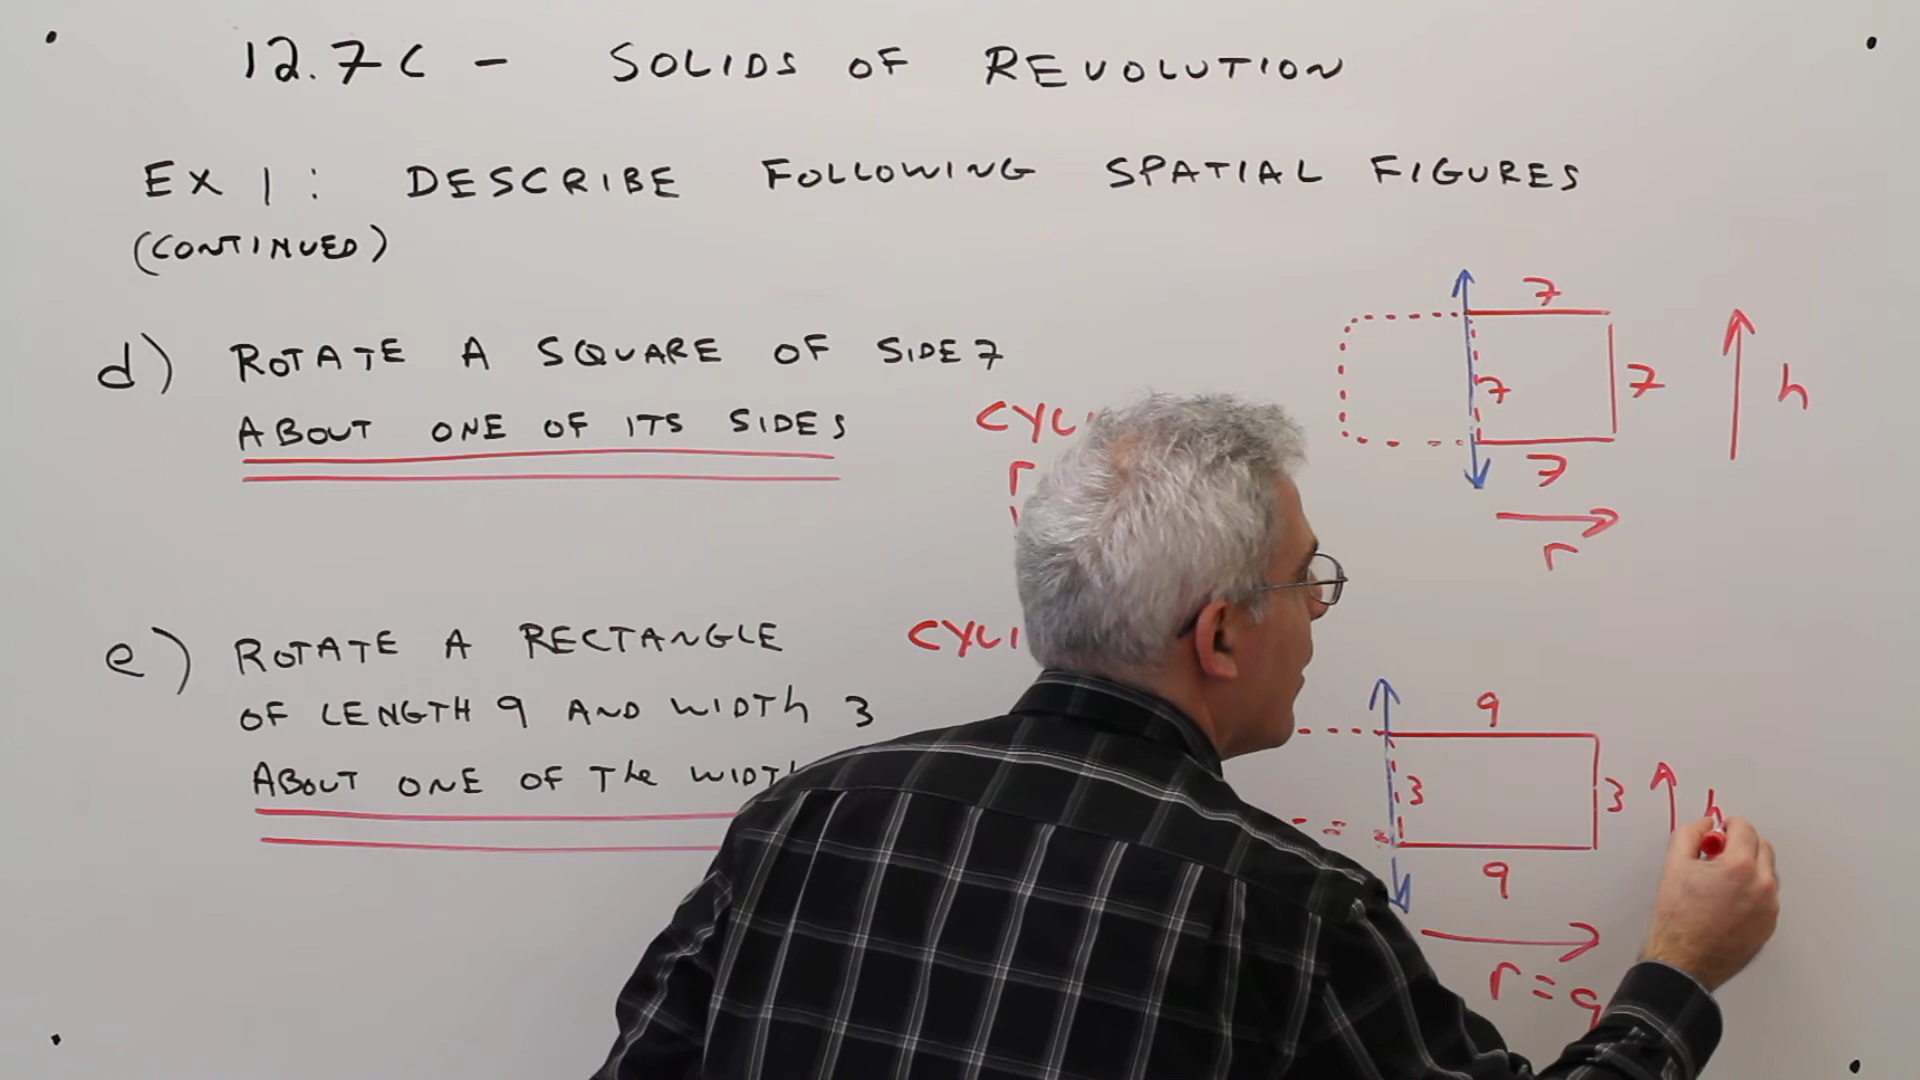 12.7C - SOLIDS OF REVOLUTION
EX 1: DESCRIBE FOLLOWING SPATIAL FIGURES
(CONTINUED)
d) ROTATE A SQUARE OF SIDE 7
ABOUT ONE OF ITS SIDES
r
7
7
7
7
h
r
e) ROTATE A RECTANGLE
OF LENGTH 9 AND WIDTH 3
ABOUT ONE OF The
9
3
3
h
9
r = 9